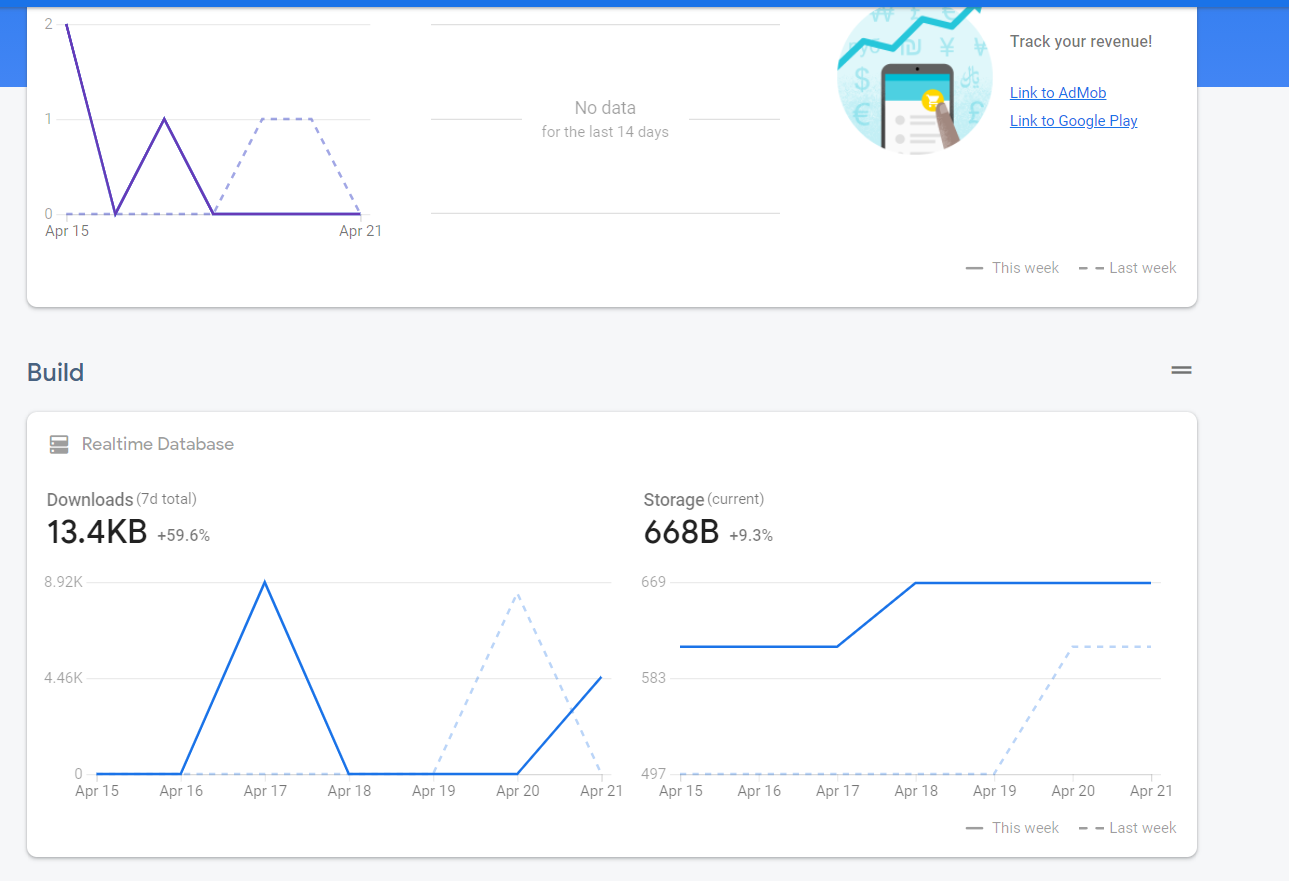 2
1
0
Apr 15
Apr 21
No data
for the last 14 days
Track your revenue!
Link to AdMob
Link to Google Play
This week
Last week
Build
Realtime Database
Downloads (7d total)
13.4KB +59.6%
8.92K
4.46K
0
Apr 15 Apr 16 Apr 17 Apr 18 Apr 19 Apr 20 Apr 21
Storage (current)
668B +9.3%
669
583
497
Apr 15 Apr 16 Apr 17 Apr 18 Apr 19 Apr 20 Apr 21
This week
Last week